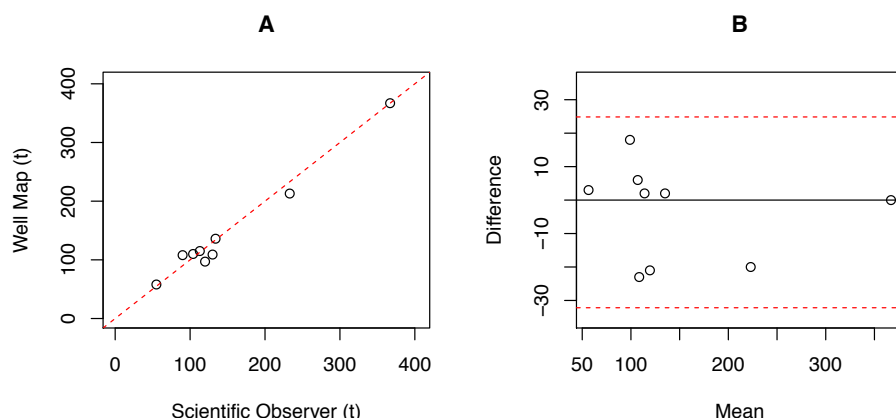 A
400
300
200
100
0
Well Map (t)
0 100 200 300 400
Scientific Observer (t)
B
30
10
−10
−30
Difference
50 100 200 300
Mean